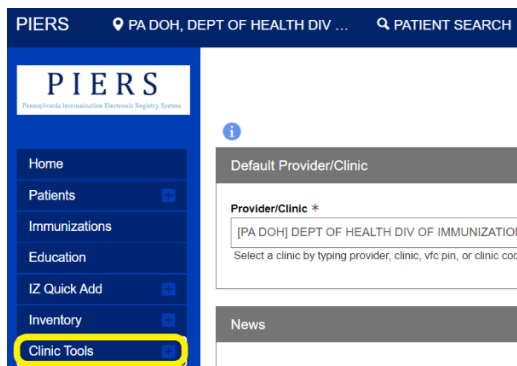 PIERS PA DOH, DEPT OF HEALTH DIV ... PATIENT SEARCH
PIERS
Pennsylvania Immunization Electronic Registry System
Home
Patients
Immunizations
Education
IZ Quick Add
Inventory
Clinic Tools
Default Provider/Clinic
Provider/Clinic *
[PA DOH] DEPT OF HEALTH DIV OF IMMUNIZATION
Select a clinic by typing provider, clinic, vfc pin, or clinic coc
News